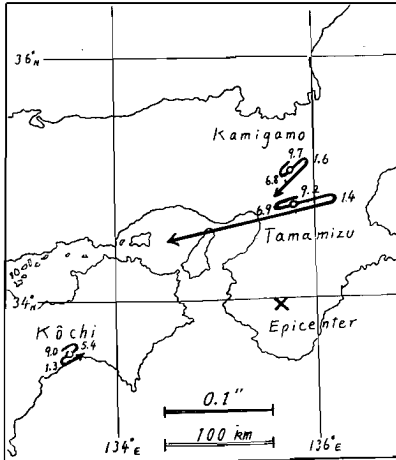 36°N
Kamigamo
9.7
1.6
6.8
9.2
6.9
1.4
Tamamizu
34°N
Epicenter
Kôchi
9.0
5.4
1.3
0.1"
100 km
134°E
136°E